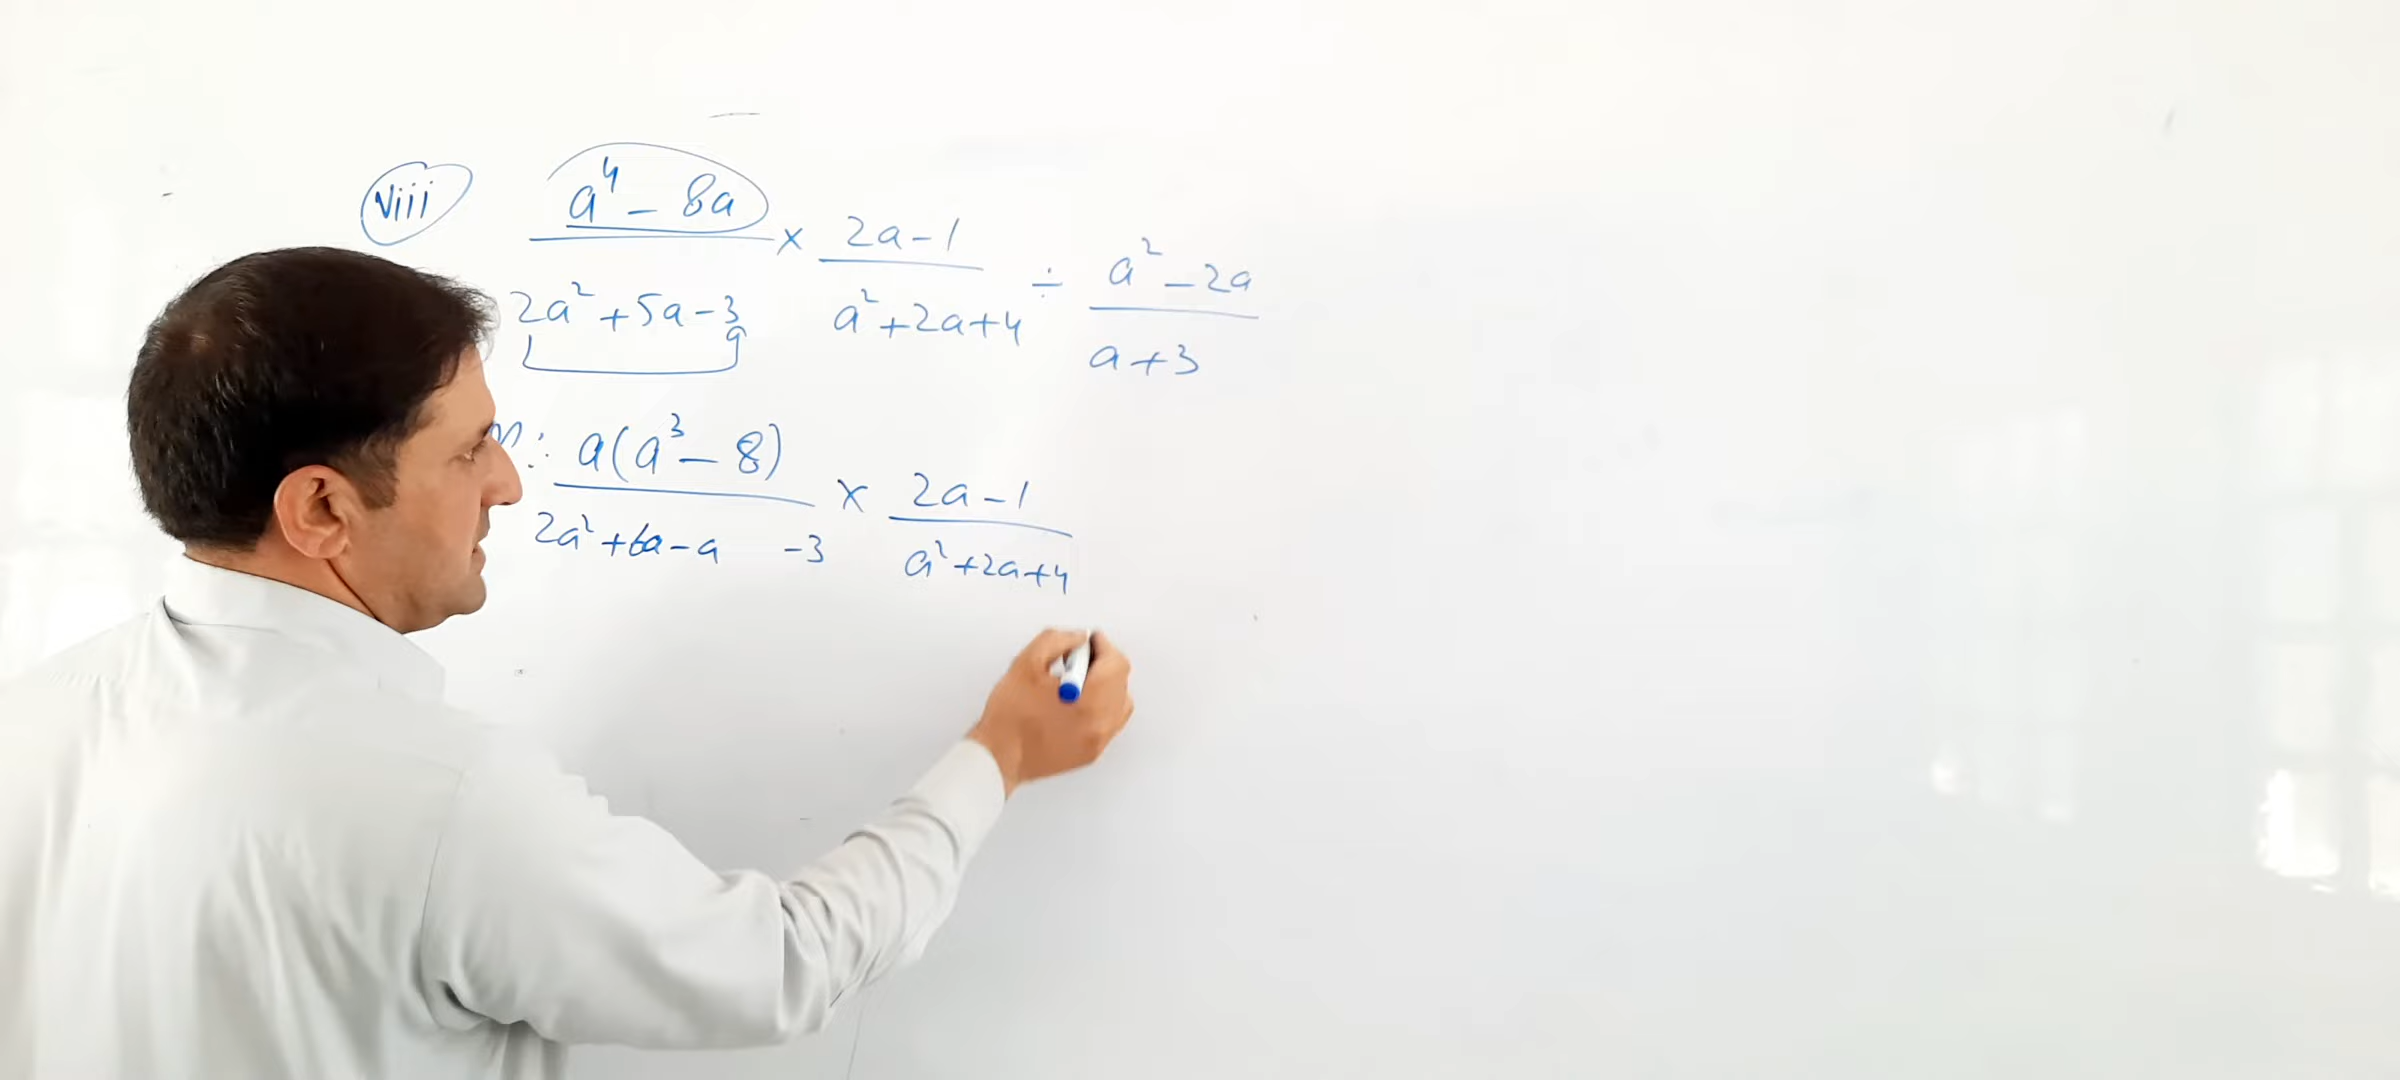 Viii a⁴ - 8a / 2a² + 5a - 3 × 2a - 1 / a² + 2a + 4 ÷ a² - 2a / a + 3
: a(a³ - 8) / 2a² + 6a - a - 3 × 2a - 1 / a² + 2a + 4